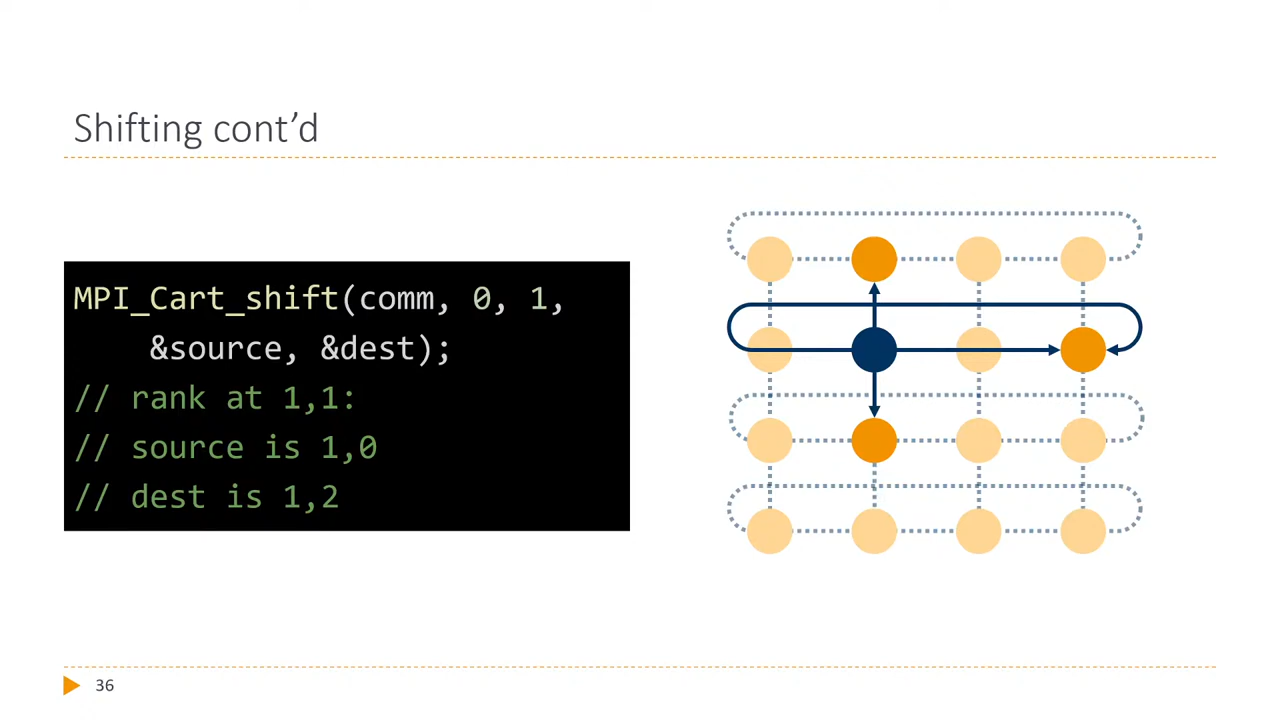 Shifting cont’d
MPI_Cart_shift(comm, 0, 1,
&source, &dest);
// rank at 1,1:
// source is 1,0
// dest is 1,2
36